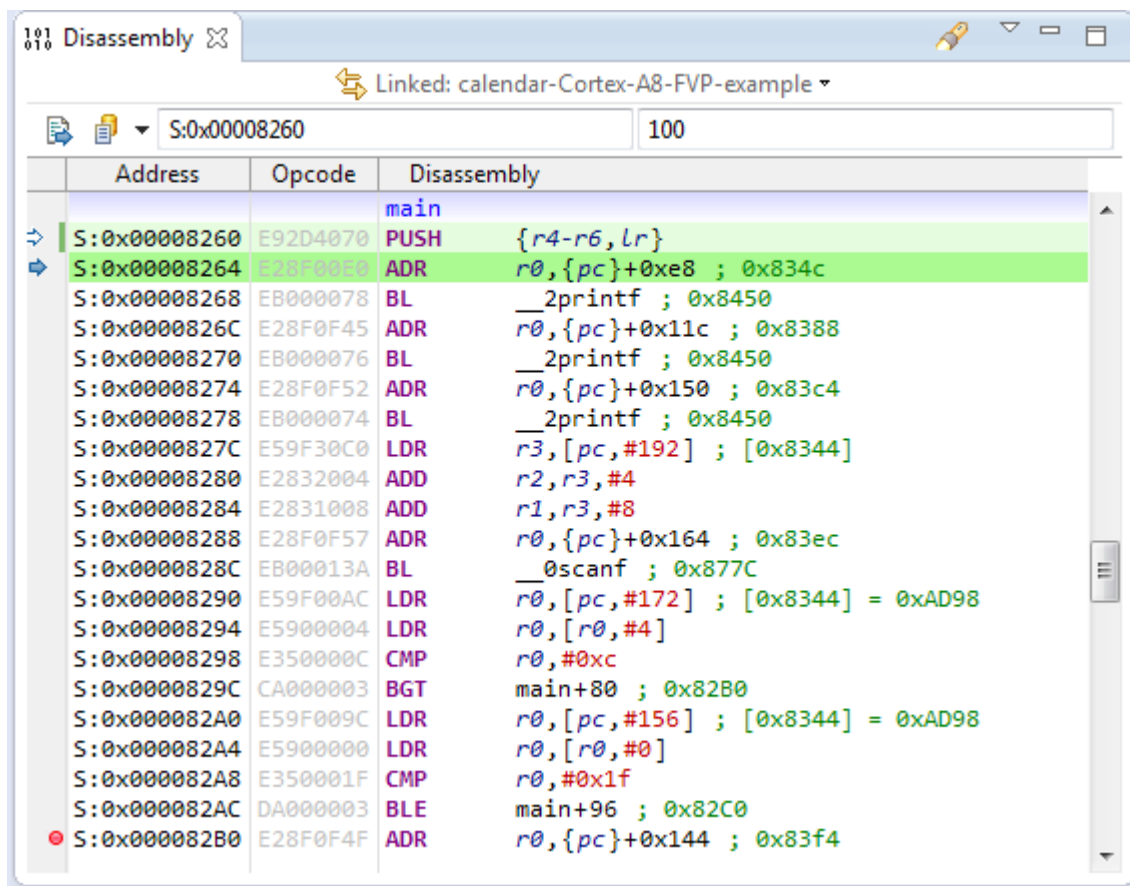 Disassembly
Linked: calendar-Cortex-A8-FVP-example
S:0x00008260 100
Address Opcode Disassembly
main
S:0x00008260 E92D4070 PUSH {r4-r6,lr}
S:0x00008264 E28F00E0 ADR r0,{pc}+0xe8 ; 0x834c
S:0x00008268 EB000078 BL __2printf ; 0x8450
S:0x0000826C E28F0F45 ADR r0,{pc}+0x11c ; 0x8388
S:0x00008270 EB000076 BL __2printf ; 0x8450
S:0x00008274 E28F0F52 ADR r0,{pc}+0x150 ; 0x83c4
S:0x00008278 EB000074 BL __2printf ; 0x8450
S:0x0000827C E59F30C0 LDR r3,[pc,#192] ; [0x8344]
S:0x00008280 E2832004 ADD r2,r3,#4
S:0x00008284 E2831008 ADD r1,r3,#8
S:0x00008288 E28F0F57 ADR r0,{pc}+0x164 ; 0x83ec
S:0x0000828C EB00013A BL __0scanf ; 0x877C
S:0x00008290 E59F00AC LDR r0,[pc,#172] ; [0x8344] = 0xAD98
S:0x00008294 E5900004 LDR r0,[r0,#4]
S:0x00008298 E350000C CMP r0,#0xc
S:0x0000829C CA000003 BGT main+80 ; 0x82B0
S:0x000082A0 E59F009C LDR r0,[pc,#156] ; [0x8344] = 0xAD98
S:0x000082A4 E5900000 LDR r0,[r0,#0]
S:0x000082A8 E350001F CMP r0,#0x1f
S:0x000082AC DA000003 BLE main+96 ; 0x82C0
S:0x000082B0 E28F0F4F ADR r0,{pc}+0x144 ; 0x83f4